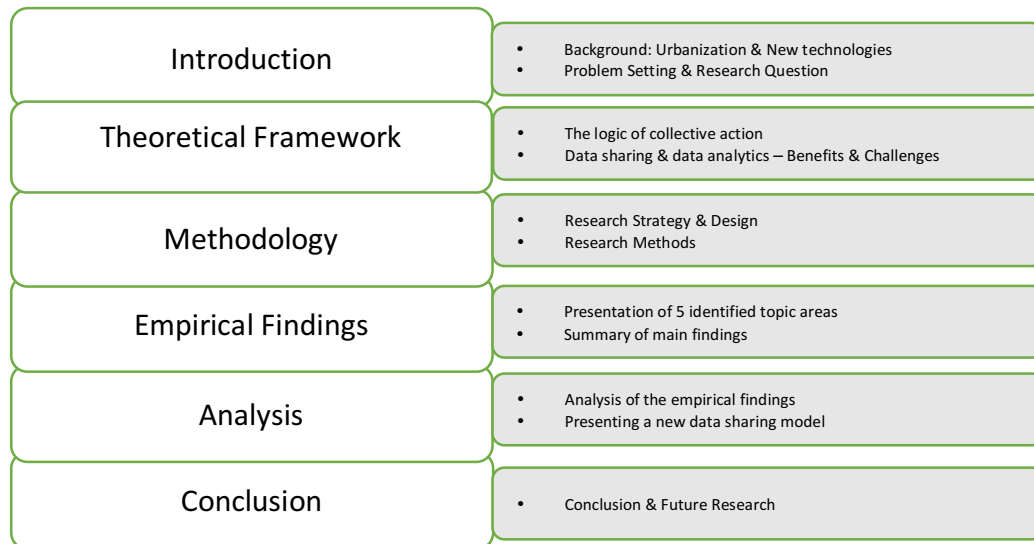 Introduction
• Background: Urbanization & New technologies
• Problem Setting & Research Question
Theoretical Framework
• The logic of collective action
• Data sharing & data analytics – Benefits & Challenges
Methodology
• Research Strategy & Design
• Research Methods
Empirical Findings
• Presentation of 5 identified topic areas
• Summary of main findings
Analysis
• Analysis of the empirical findings
• Presenting a new data sharing model
Conclusion
• Conclusion & Future Research